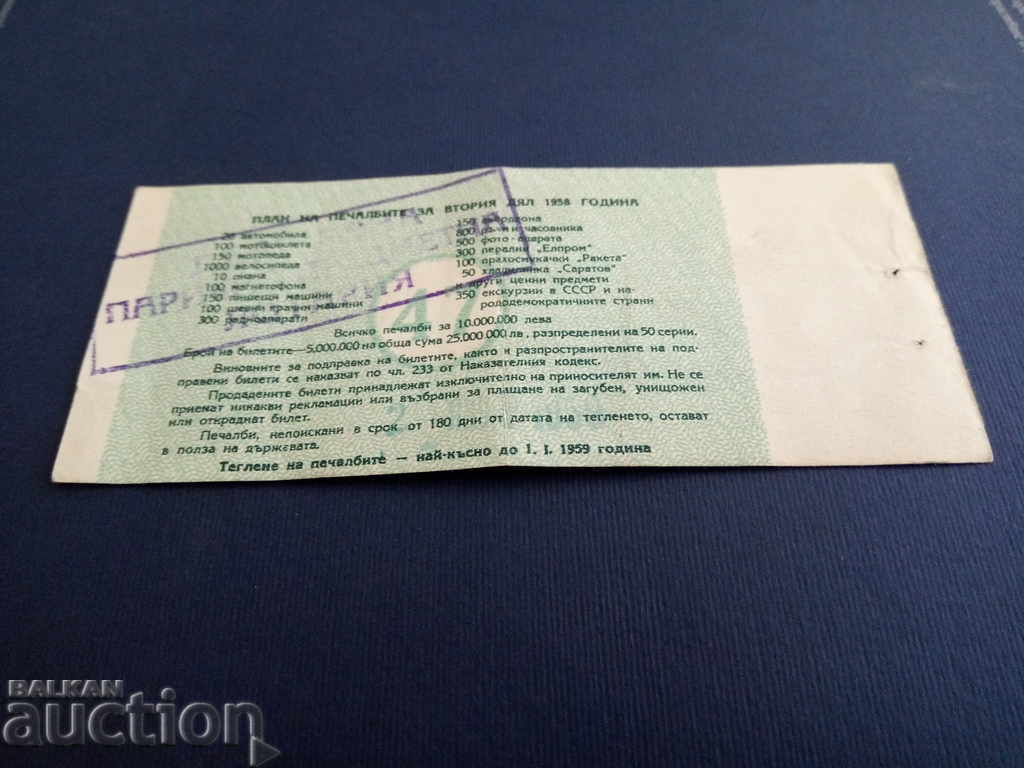 ПЛАН НА ПЕЧАЛБИТЕ ЗА ВТОРИЯ ДЯЛ 1958 ГОДИНА
автомобила
100 мотоциклета
150 мотопеда
1000 велосипеда
10 пиана
100 магнетофона
150 пишещи машини
100 шевни крачни машини
300 радиоапарати
150
800 ръчни часовника
500 фото-апарата
300 перални „Елпром"
100 прахосмукачки „Ракета"
50 хладилника „Саратов"
и други ценни предмети
350 екскурзии в СССР и на-
рододемократичните страни
Всичко печалби за 10.000.000 лева
Брой на билетите—5.000.000 на обща сума 25.000 000 лв, разпределени на 50 серии.
Виновните за подправка на билетите, както и разпространителите на под-
правени билети се наказват по чл. 233 от Наказателния кодекс.
Продадените билети принадлежат изключително на приносителят им. Не се
приемат никакви рекламации или възбрани за плащане на загубен, унищожен
или откраднат билет.
Печалби, непоискани в срок от 180 дни от датата на тегленето, остават
в полза на държавата.
Теглене на печалбите — най-късно до 1. I. 1959 година
BALKAN
auction